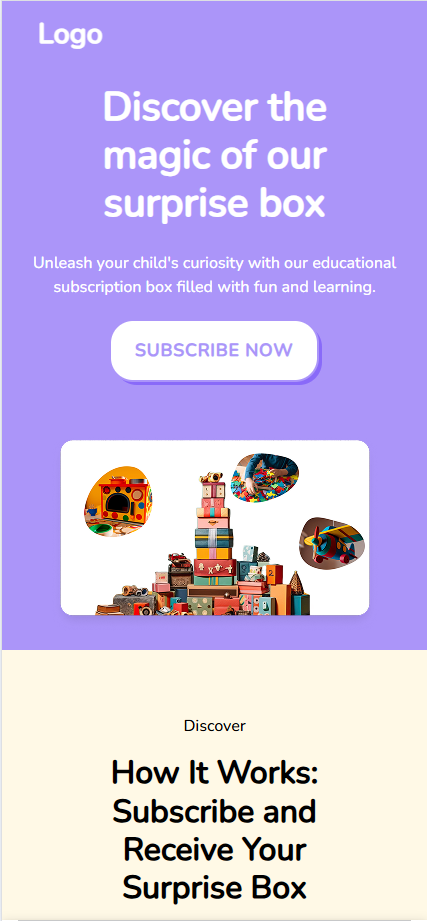 Logo
Discover the
magic of our
surprise box
Unleash your child's curiosity with our educational
subscription box filled with fun and learning.
SUBSCRIBE NOW
Discover
How It Works:
Subscribe and
Receive Your
Surprise Box